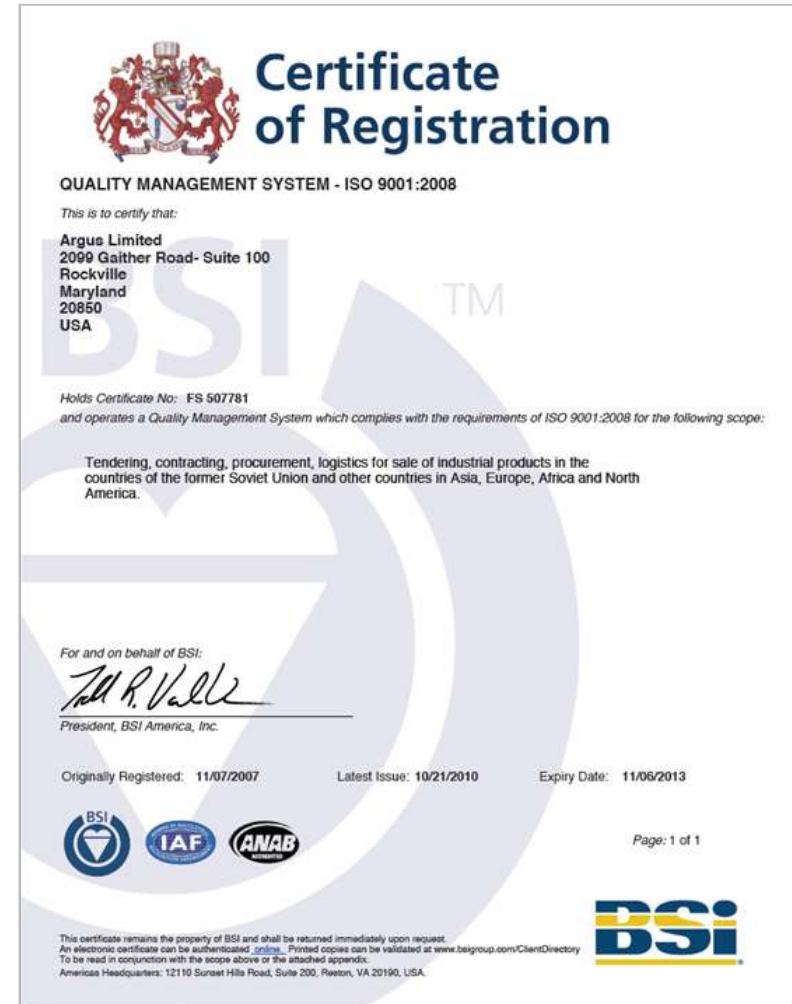 Certificate
of Registration
QUALITY MANAGEMENT SYSTEM - ISO 9001:2008
This is to certify that:
Argus Limited
2099 Gaither Road- Suite 100
Rockville
Maryland
20850
USA
BSI
TM
Holds Certificate No: FS 507781
and operates a Quality Management System which complies with the requirements of ISO 9001:2008 for the following scope:
Tendering, contracting, procurement, logistics for sale of industrial products in the
countries of the former Soviet Union and other countries in Asia, Europe, Africa and North
America.
For and on behalf of BSI:
President, BSI America, Inc.
Originally Registered: 11/07/2007 Latest Issue: 10/21/2010 Expiry Date: 11/06/2013
BSI
IAF
ANAB
ACCREDITED
Page: 1 of 1
BSi
This certificate remains the property of BSI and shall be returned immediately upon request.
An electronic certificate can be authenticated online. Printed copies can be validated at www.bsigroup.com/ClientDirectory
To be read in conjunction with the scope above or the attached appendix.
Americas Headquarters: 12110 Sunset Hills Road, Suite 200, Reston, VA 20190, USA.